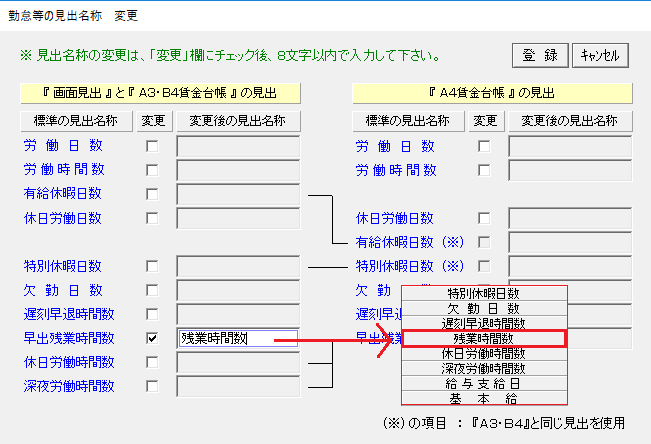 勤怠等の見出名称　変更
※ 見出名称の変更は、「変更」欄にチェック後、8文字以内で入力して下さい。
登 録
ｷｬﾝｾﾙ
『 画面見出 』と『 A3・B4賃金台帳 』の見出
標準の見出名称 変更 変更後の見出名称
労 働 日 数
労 働 時 間 数
有給休暇日数
休日労働日数
特別休暇日数
欠 勤 日 数
遅刻早退時間数
早出残業時間数 残業時間数
休日労働時間数
深夜労働時間数
『 A4賃金台帳 』の見出
標準の見出名称 変更 変更後の見出名称
労 働 日 数
労 働 時 間 数
休日労働日数
有給休暇日数（※）
特別休暇日数（※）
欠 勤
遅刻早
早出残業
特別休暇日数
欠 勤 日 数
遅刻早退時間数
残業時間数
休日労働時間数
深夜労働時間数
給 与 支 給 日
基 本 給
（※）の項目 ： 『A3・B4』と同じ見出を使用